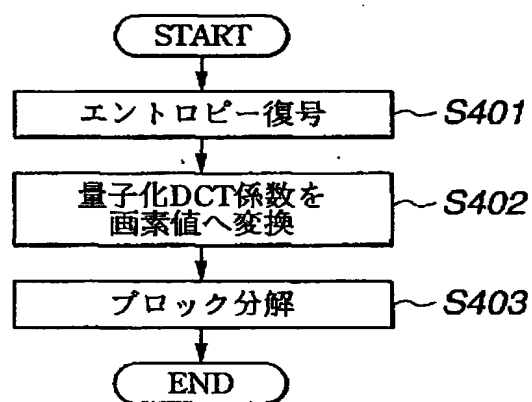 START
エントロピー復号
S401
量子化DCT係数を
画素値へ変換
S402
ブロック分解
S403
END